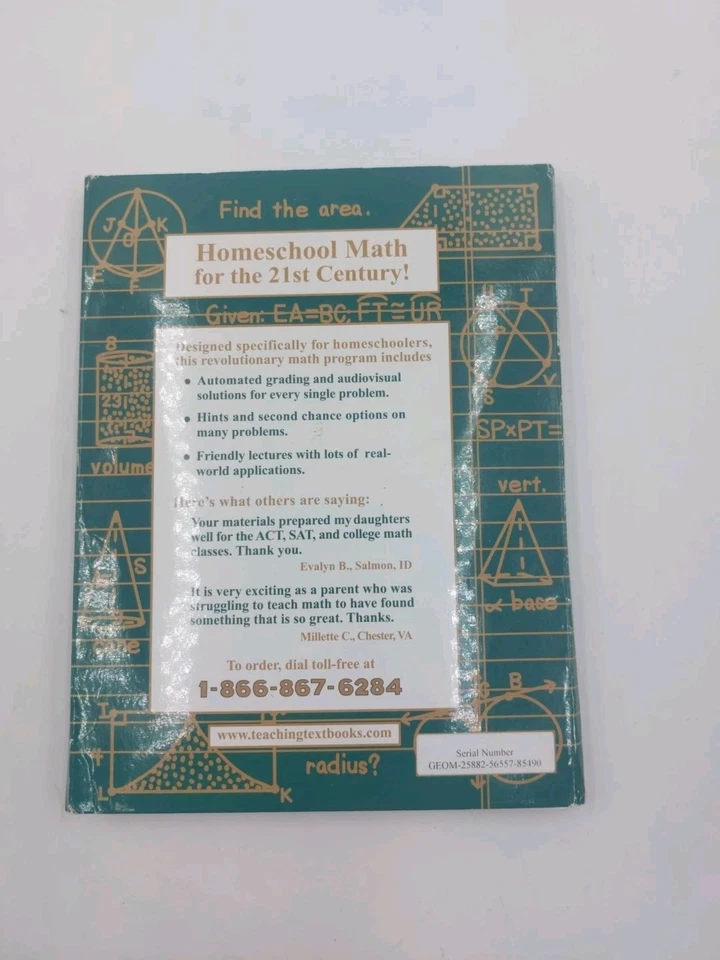 Find the area.
J K
E F
Homeschool Math
for the 21st Century!
Given: EA=BC, FT≅UR
T
V
S
8
231
volume
SP×PT=
Designed specifically for homeschoolers,
this revolutionary math program includes
• Automated grading and audiovisual
solutions for every single problem.
• Hints and second chance options on
many problems.
• Friendly lectures with lots of real-
world applications.
Here's what others are saying:
Your materials prepared my daughters
well for the ACT, SAT, and college math
classes. Thank you.
Evalyn B., Salmon, ID
It is very exciting as a parent who was
struggling to teach math to have found
something that is so great. Thanks.
Millette C., Chester, VA
To order, dial toll-free at
1-866-867-6284
www.teachingtextbooks.com
S
vert.
base
B
I
L K
radius?
Serial Number
GEOM-25882-56557-85490